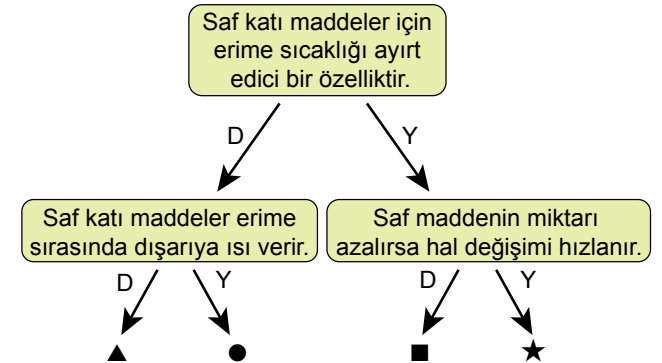 Saf katı maddeler için
erime sıcaklığı ayırt
edici bir özelliktir.
D
Y
Saf katı maddeler erime
sırasında dışarıya ısı verir.
Saf maddenin miktarı
azalırsa hal değişimi hızlanır.
D
Y
D
Y